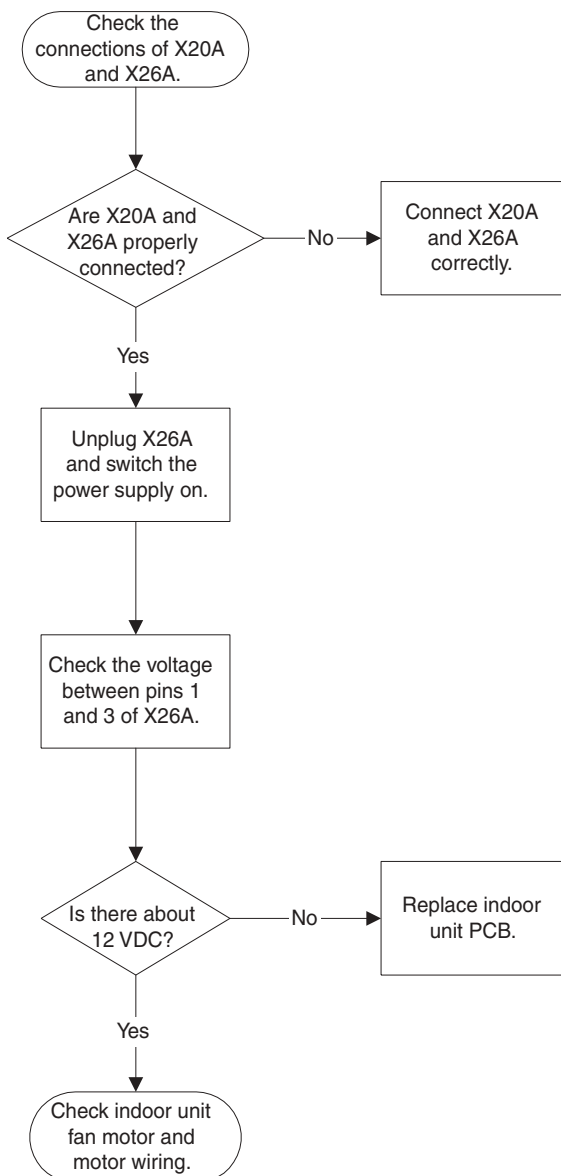 Check the
connections of X20A
and X26A.
Are X20A and
X26A properly
connected?
No
Connect X20A
and X26A
correctly.
Yes
Unplug X26A
and switch the
power supply on.
Check the voltage
between pins 1
and 3 of X26A.
Is there about
12 VDC?
No
Replace indoor
unit PCB.
Yes
Check indoor unit
fan motor and
motor wiring.